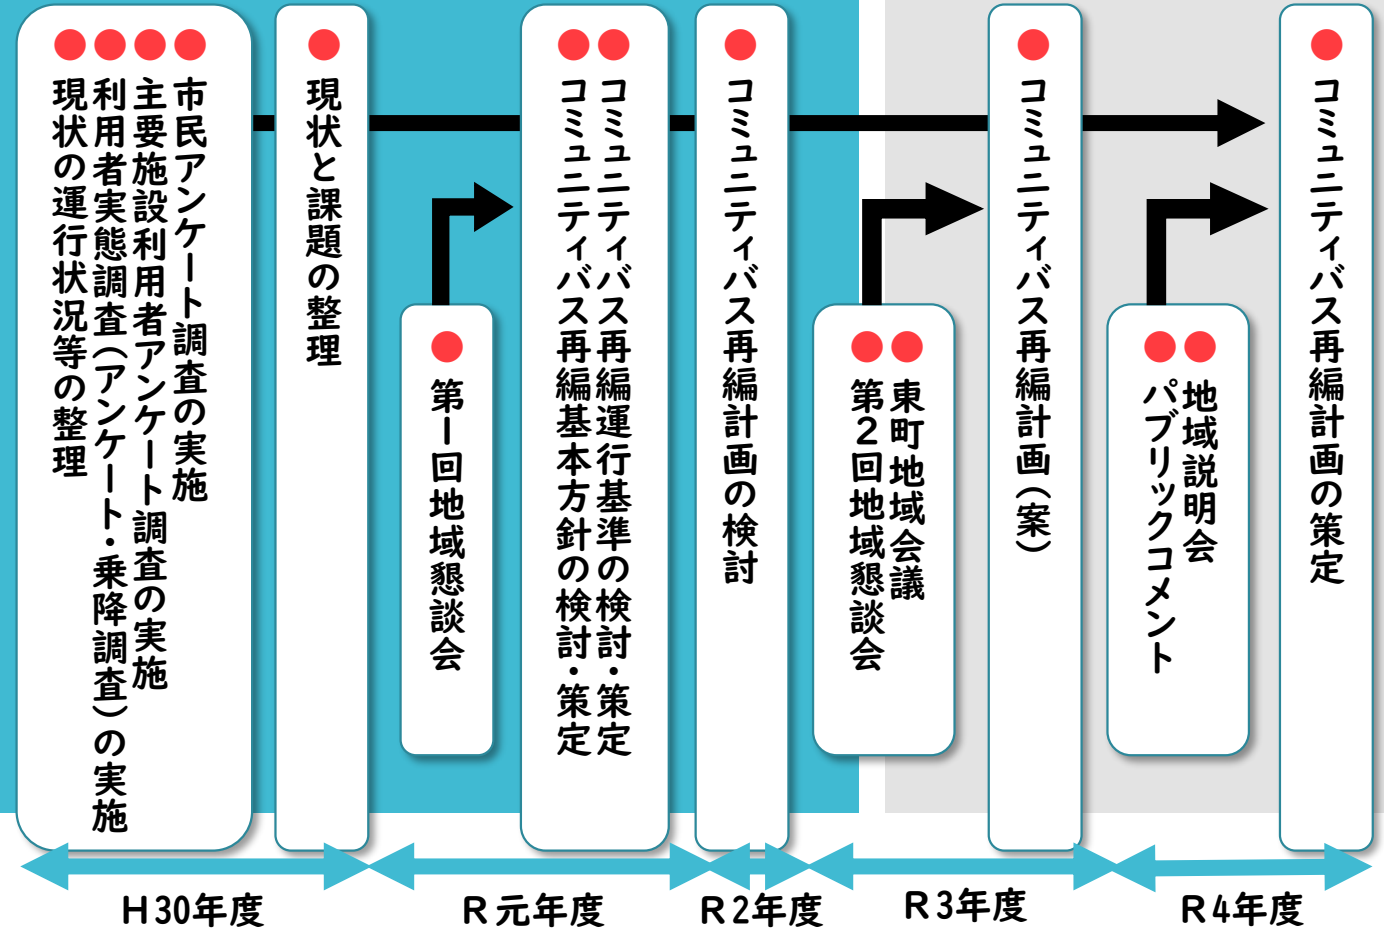 ●市民アンケート調査の実施
●主要施設利用者アンケート調査の実施
●利用者実態調査(アンケート・乗降調査)の実施
●現状の運行状況等の整理
●現状と課題の整理
●第一回地域懇談会
●コミュニティバス再編運行基準の検討・策定
●コミュニティバス再編基本方針の検討・策定
●コミュニティバス再編計画の検討
●東町地域会議
●第2回地域懇談会
●コミュニティバス再編計画(案)
●地域説明会
●パブリックコメント
●コミュニティバス再編計画の策定
H30年度
R元年度
R2年度
R3年度
R4年度